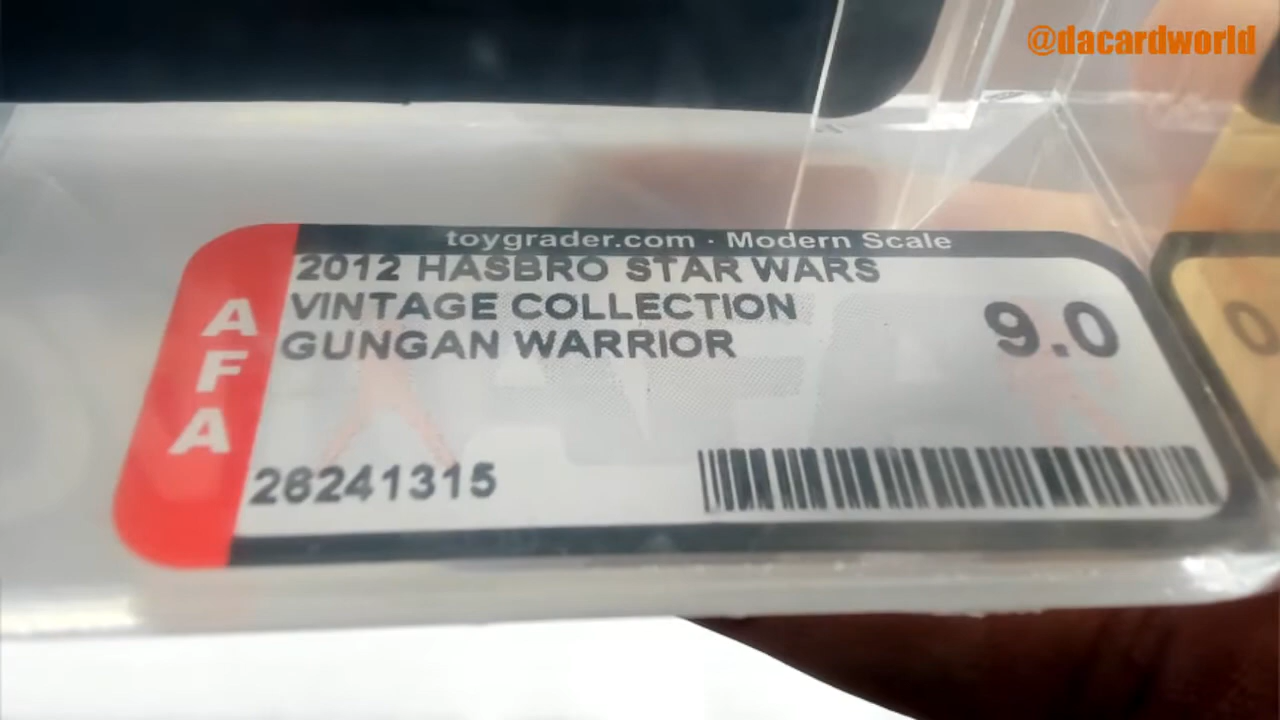 @dacardworld
toygrader.com · Modern Scale
2012 HASBRO STAR WARS
VINTAGE COLLECTION
GUNGAN WARRIOR
9.0
AFA
26241315